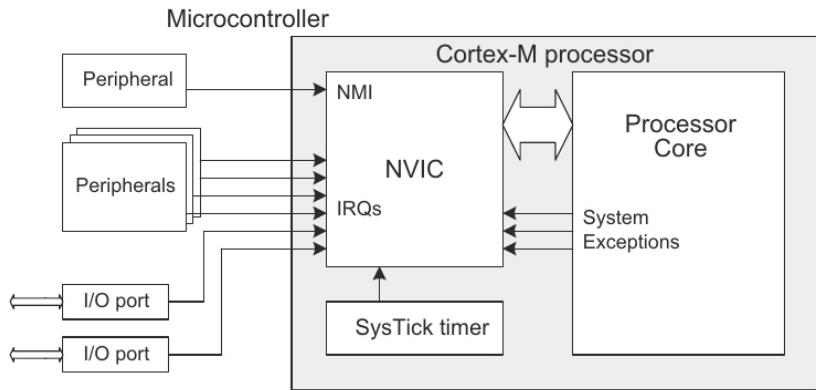 Microcontroller
Cortex-M processor
Peripheral
NMI
Processor
Core
NVIC
Peripherals
IRQs
System
Exceptions
I/O port
SysTick timer
I/O port